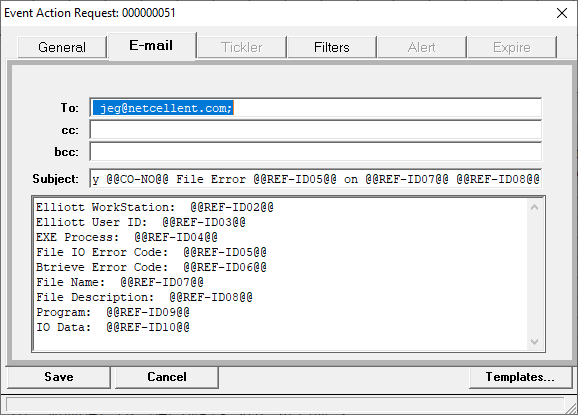 Event Action Request: 000000051
General E-mail Tickler Filters Alert Expire
To: jeg@netcellent.com;
cc:
bcc:
Subject: y @@CO-NO@@ File Error @@REF-ID05@@ on @@REF-ID07@@ @@REF-ID08@@
Elliott WorkStation: @@REF-ID02@@
Elliott User ID: @@REF-ID03@@
EXE Process: @@REF-ID04@@
File IO Error Code: @@REF-ID05@@
Btrieve Error Code: @@REF-ID06@@
File Name: @@REF-ID07@@
File Description: @@REF-ID08@@
Program: @@REF-ID09@@
IO Data: @@REF-ID10@@
Save Cancel Templates...